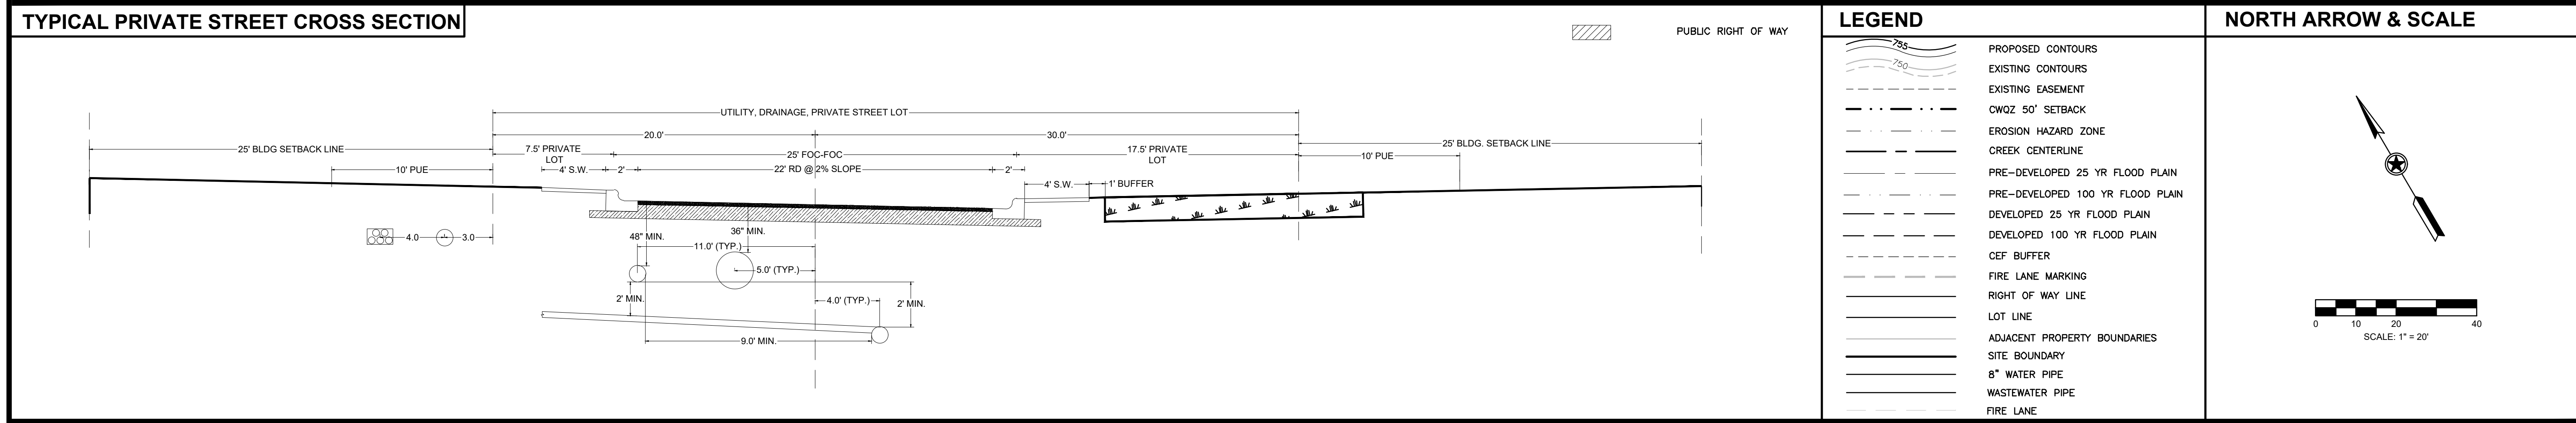 TYPICAL PRIVATE STREET CROSS SECTION
PUBLIC RIGHT OF WAY
UTILITY, DRAINAGE, PRIVATE STREET LOT
20.0'
30.0'
25' BLDG SETBACK LINE
7.5' PRIVATE
LOT
25' FOC-FOC
17.5' PRIVATE
LOT
25' BLDG. SETBACK LINE
10' PUE
4' S.W.
2'
22' RD @ 2% SLOPE
2'
10' PUE
4' S.W.
1' BUFFER
4.0
3.0
48" MIN.
36" MIN.
11.0' (TYP.)
5.0' (TYP.)
2' MIN.
4.0' (TYP.)
2' MIN.
9.0' MIN.
LEGEND
755
PROPOSED CONTOURS
750
EXISTING CONTOURS
EXISTING EASEMENT
CWQZ 50' SETBACK
EROSION HAZARD ZONE
CREEK CENTERLINE
PRE-DEVELOPED 25 YR FLOOD PLAIN
PRE-DEVELOPED 100 YR FLOOD PLAIN
DEVELOPED 25 YR FLOOD PLAIN
DEVELOPED 100 YR FLOOD PLAIN
CEF BUFFER
FIRE LANE MARKING
RIGHT OF WAY LINE
LOT LINE
ADJACENT PROPERTY BOUNDARIES
SITE BOUNDARY
8" WATER PIPE
WASTEWATER PIPE
FIRE LANE
NORTH ARROW & SCALE
0 10 20 40
SCALE: 1" = 20'